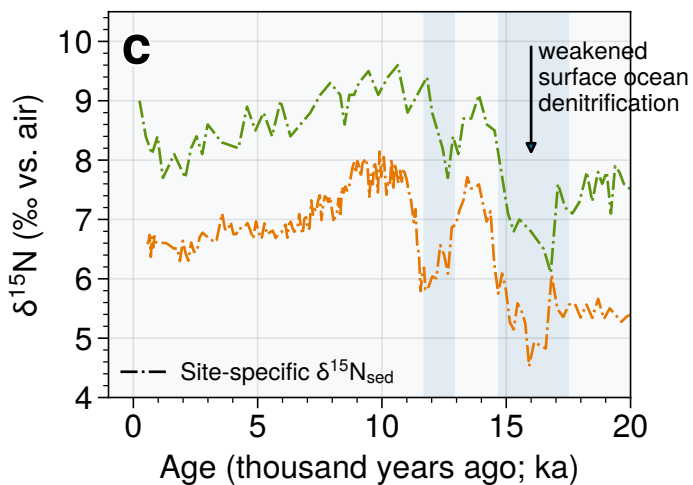 c
10
9
8
7
6
5
4
δ¹⁵N (‰ vs. air)
weakened
surface ocean
denitrification
Site-specific δ¹⁵N_sed
0 5 10 15 20
Age (thousand years ago; ka)